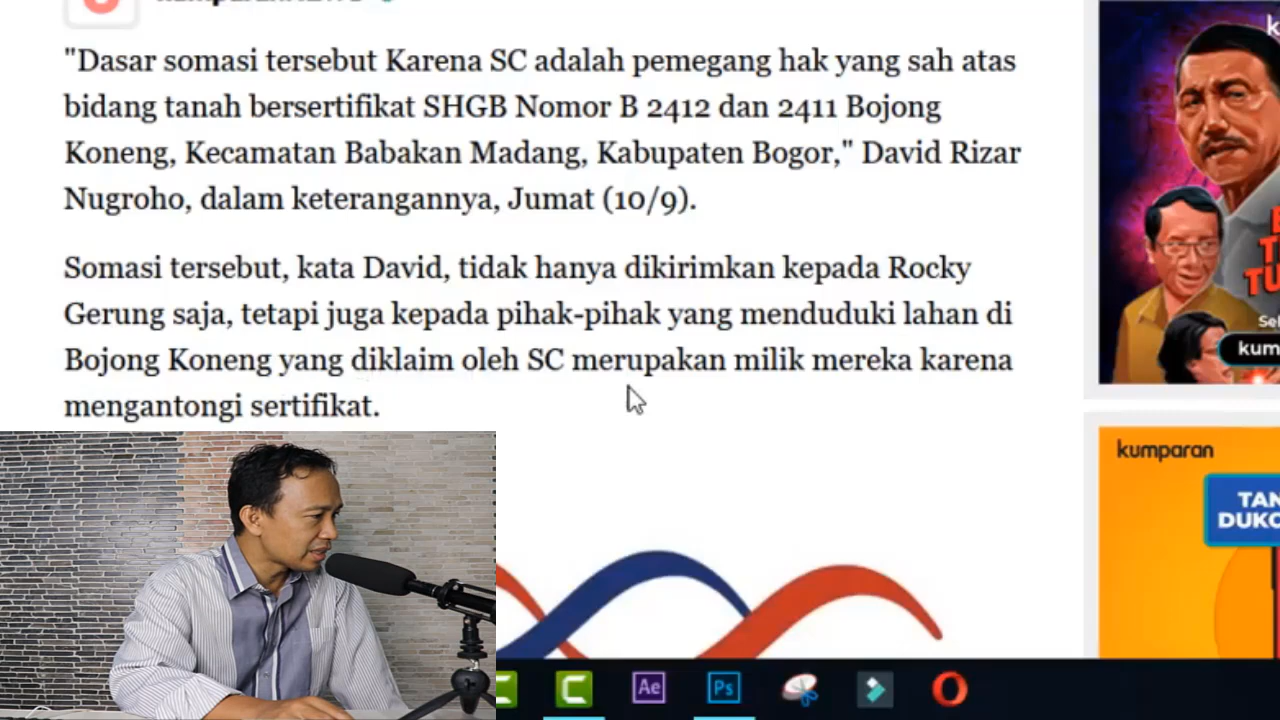 "Dasar somasi tersebut Karena SC adalah pemegang hak yang sah atas
bidang tanah bersertifikat SHGB Nomor B 2412 dan 2411 Bojong
Koneng, Kecamatan Babakan Madang, Kabupaten Bogor," David Rizar
Nugroho, dalam keterangannya, Jumat (10/9).
Somasi tersebut, kata David, tidak hanya dikirimkan kepada Rocky
Gerung saja, tetapi juga kepada pihak-pihak yang menduduki lahan di
Bojong Koneng yang diklaim oleh SC merupakan milik mereka karena
mengantongi sertifikat.
kum
kumparan
TAN
DUKO
Ae
Ps